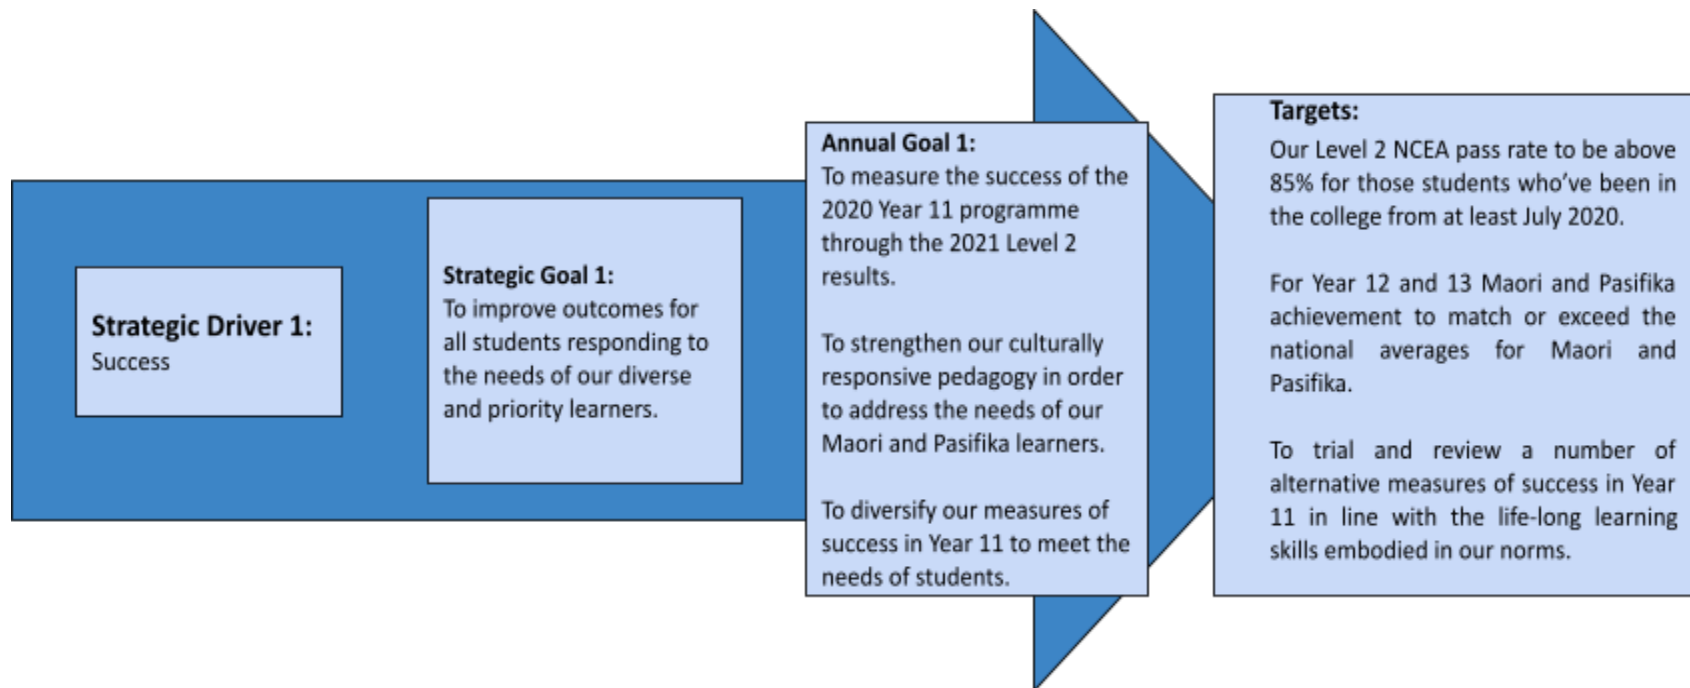 Strategic Driver 1:
Success
Strategic Goal 1:
To improve outcomes for
all students responding to
the needs of our diverse
and priority learners.
Annual Goal 1:
To measure the success of the
2020 Year 11 programme
through the 2021 Level 2
results.
To strengthen our culturally
responsive pedagogy in order
to address the needs of our
Maori and Pasifika learners.
To diversify our measures of
success in Year 11 to meet the
needs of students.
Targets:
Our Level 2 NCEA pass rate to be above
85% for those students who’ve been in
the college from at least July 2020.
For Year 12 and 13 Maori and Pasifika
achievement to match or exceed the
national averages for Maori and
Pasifika.
To trial and review a number of
alternative measures of success in Year
11 in line with the life-long learning
skills embodied in our norms.